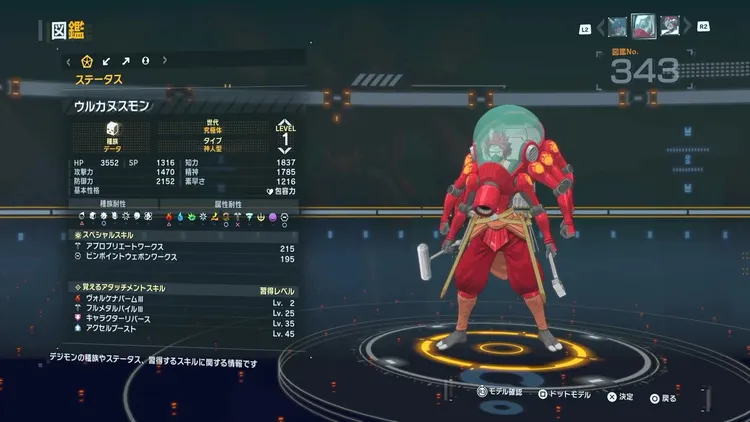 図鑑
L2
R2
図鑑No.
343
ステータス
ウルカヌスモン
種族
データ
世代
究極体
タイプ
神人型
LEVEL
1
HP 3552 SP 1316 知力 1837
攻撃力 1470 精神 1785
防御力 2152 素早さ 1216
基本性格 包容力
種族耐性 属性耐性
スペシャルスキル
アプロプリエートワークス 215
ピンポイントウェポンワークス 195
覚えるアタッチメントスキル 習得レベル
ヴォルケナパームⅢ Lv. 2
フルメタルパイルⅢ Lv. 25
キャラクターリバース Lv. 35
アクセルブースト Lv. 45
デジモンの種族やステータス、習得するスキルに関する情報です
R3 モデル確認 ドットモデル 決定 戻る